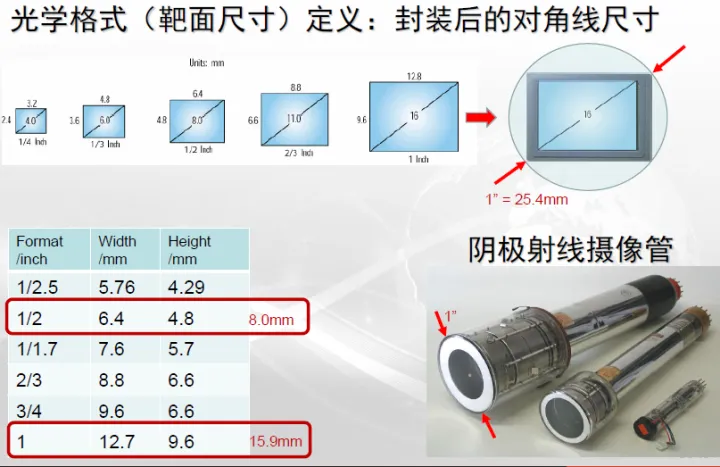 光学格式（靶面尺寸）定义：封装后的对角线尺寸
Units: mm
3.2
2.4
4.0
1/4 Inch
4.8
3.6
6.0
1/3 Inch
6.4
4.8
8.0
1/2 Inch
8.8
6.6
11.0
2/3 Inch
12.8
9.6
16
1 Inch
16
1” = 25.4mm
Format /inch Width /mm Height /mm
1/2.5 5.76 4.29
1/2 6.4 4.8 8.0mm
1/1.7 7.6 5.7
2/3 8.8 6.6
3/4 9.6 6.6
1 12.7 9.6 15.9mm
阴极射线摄像管
1”